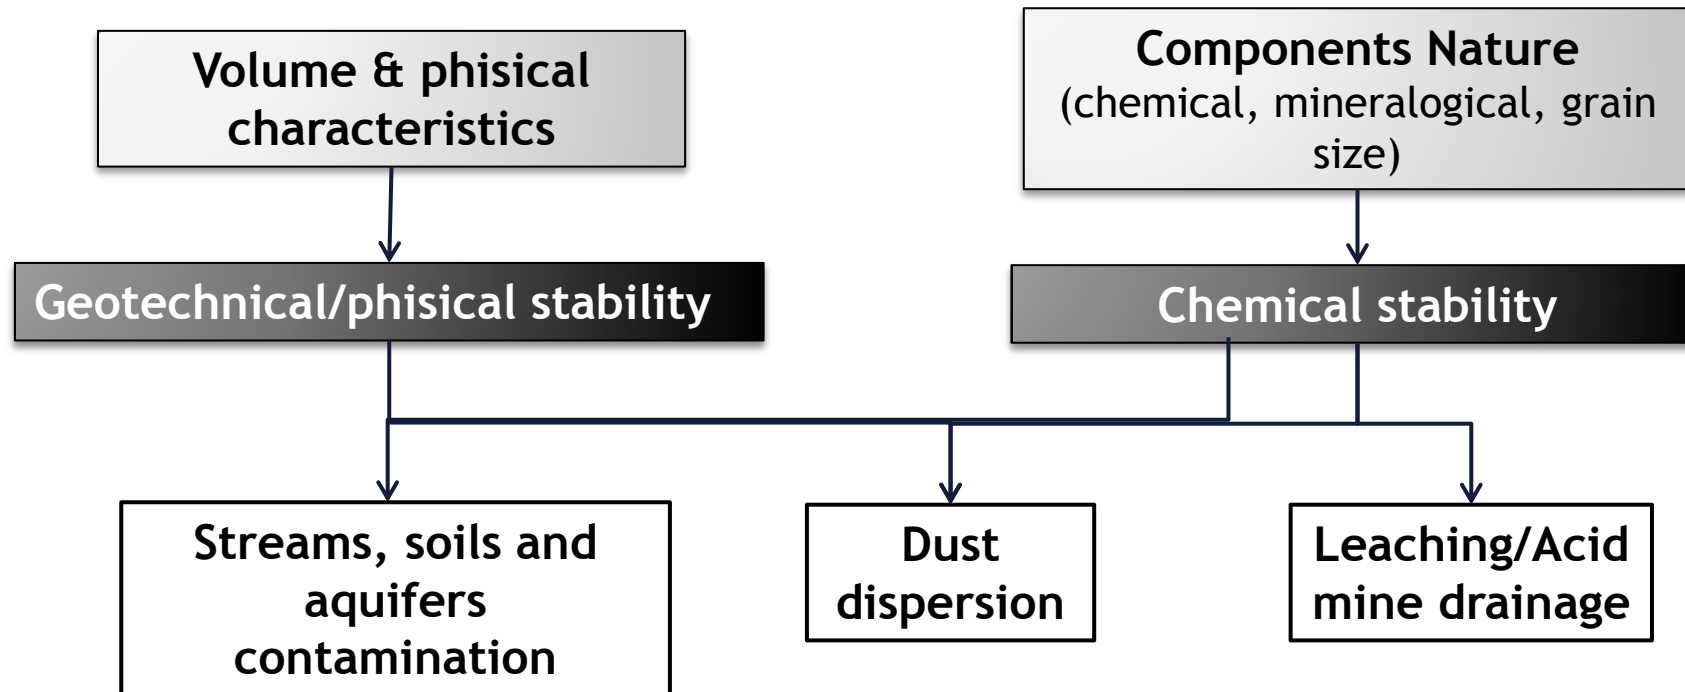 Volume & phisical
characteristics
Components Nature
(chemical, mineralogical, grain
size)
Geotechnical/phisical stability
Chemical stability
Streams, soils and
aquifers
contamination
Dust
dispersion
Leaching/Acid
mine drainage